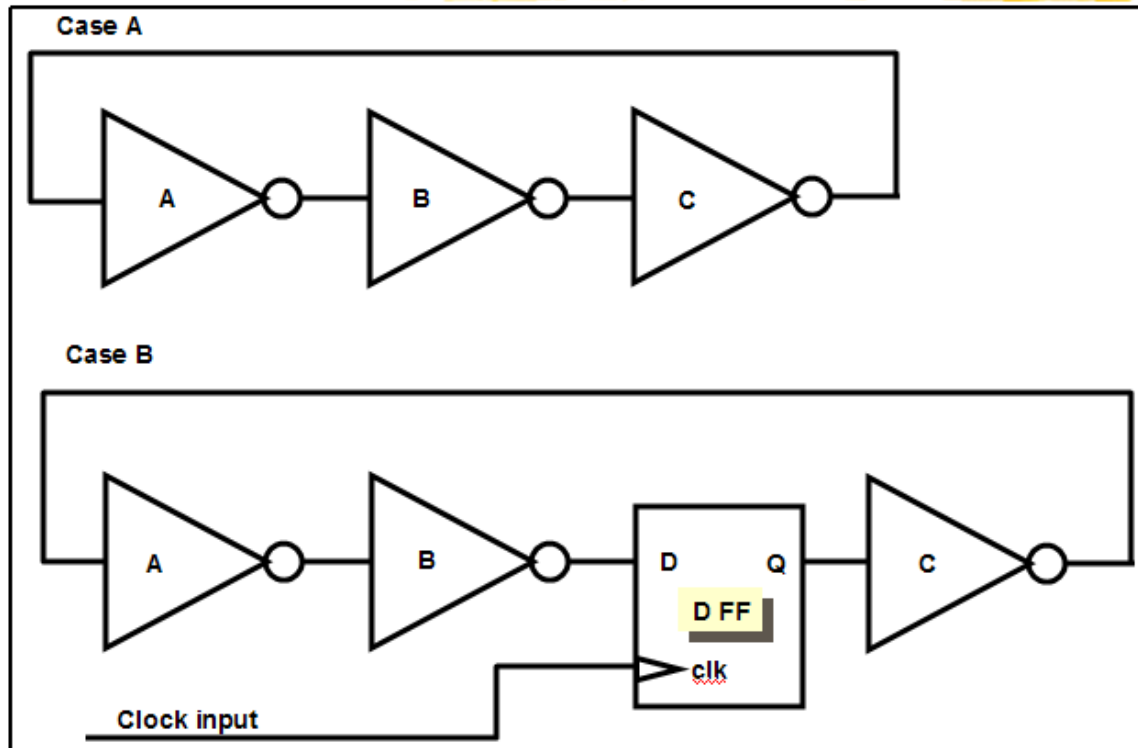 Case A
A B C
Case B
A B D Q C
D FF
clk
Clock input